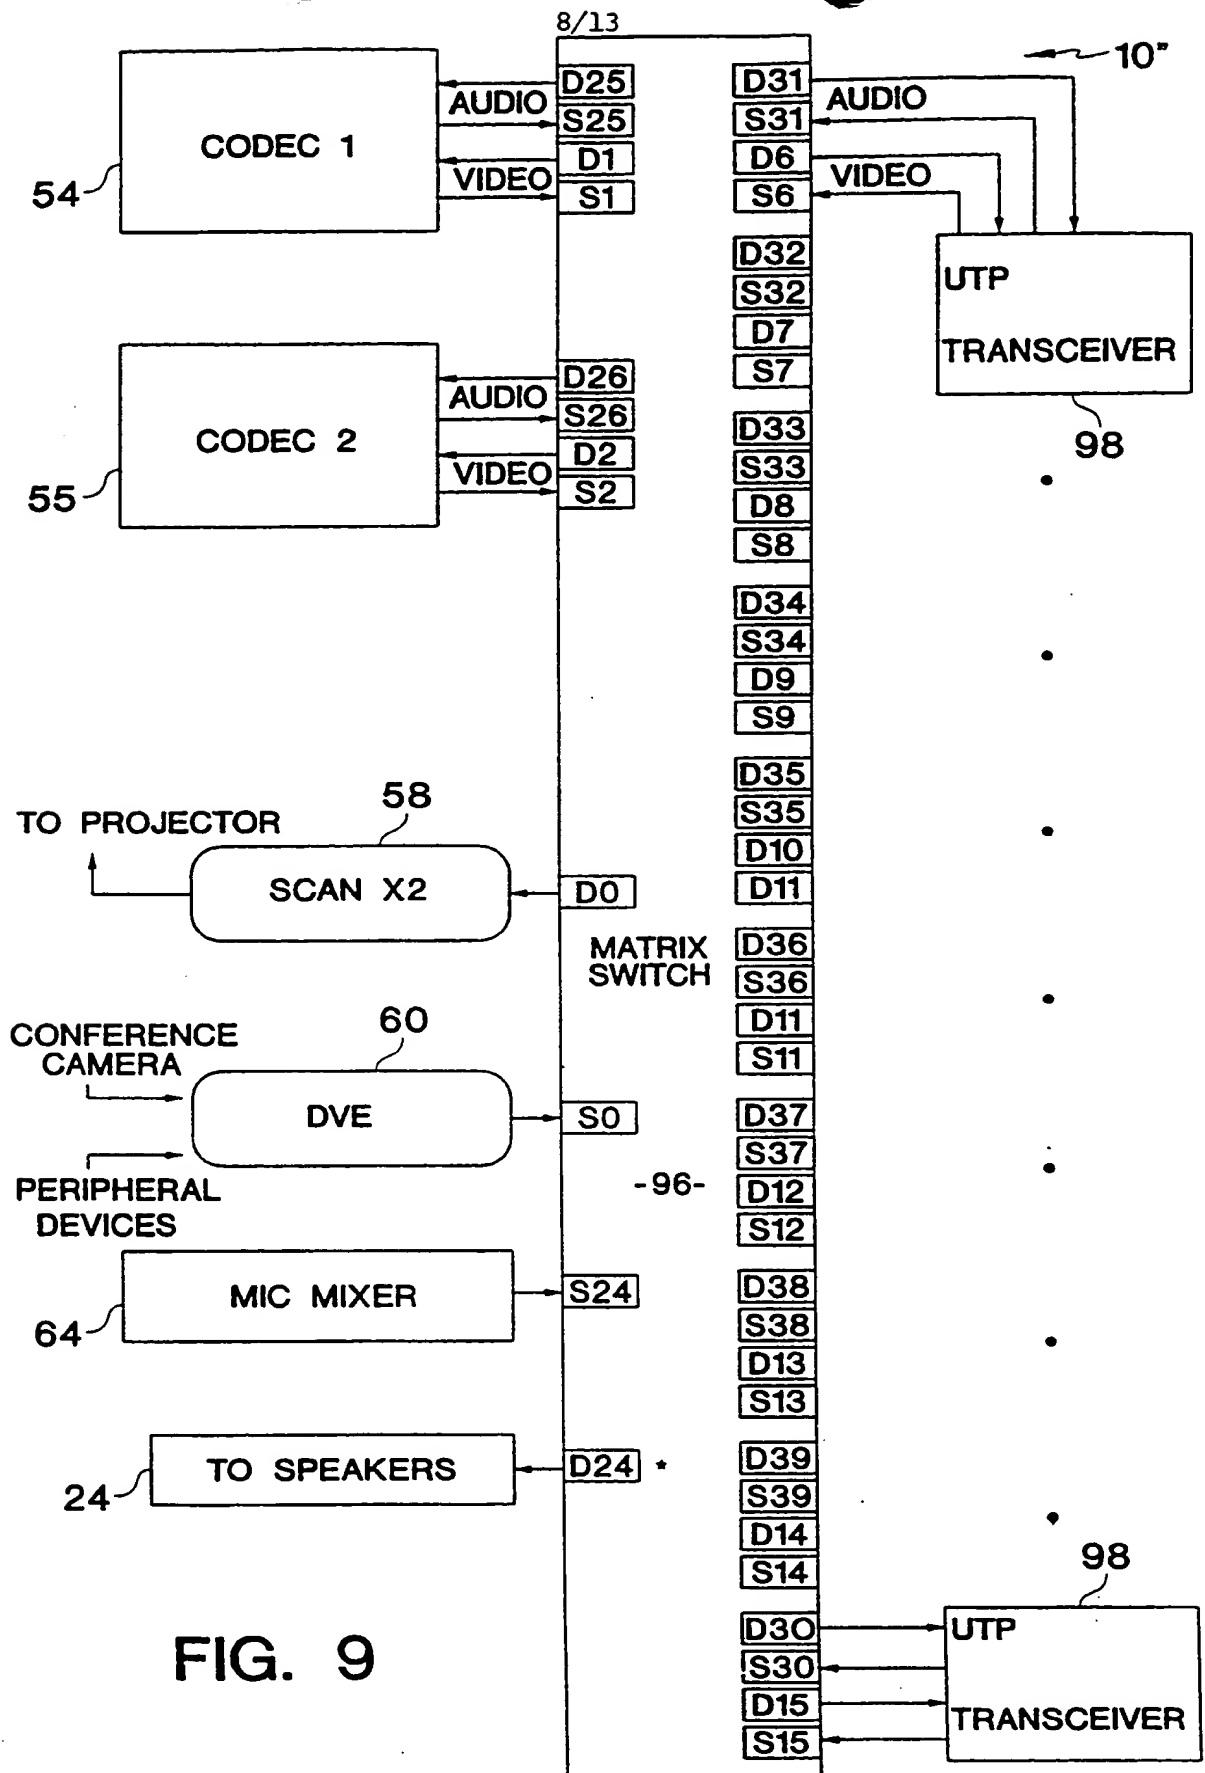 8/13
10"
CODEC 1
54
AUDIO
VIDEO
D25
S25
D1
S1
CODEC 2
55
AUDIO
VIDEO
D26
S26
D2
S2
TO PROJECTOR
58
SCAN X2
D0
MATRIX
SWITCH
CONFERENCE
CAMERA
60
DVE
S0
-96-
PERIPHERAL
DEVICES
MIC MIXER
64
S24
TO SPEAKERS
24
D24 *
D31
S31
D6
S6
AUDIO
VIDEO
UTP
TRANSCEIVER
98
D32
S32
D7
S7
D33
S33
D8
S8
D34
S34
D9
S9
D35
S35
D10
D11
D36
S36
D11
S11
D37
S37
D12
S12
D38
S38
D13
S13
D39
S39
D14
S14
D30
S30
D15
S15
98
UTP
TRANSCEIVER
FIG. 9